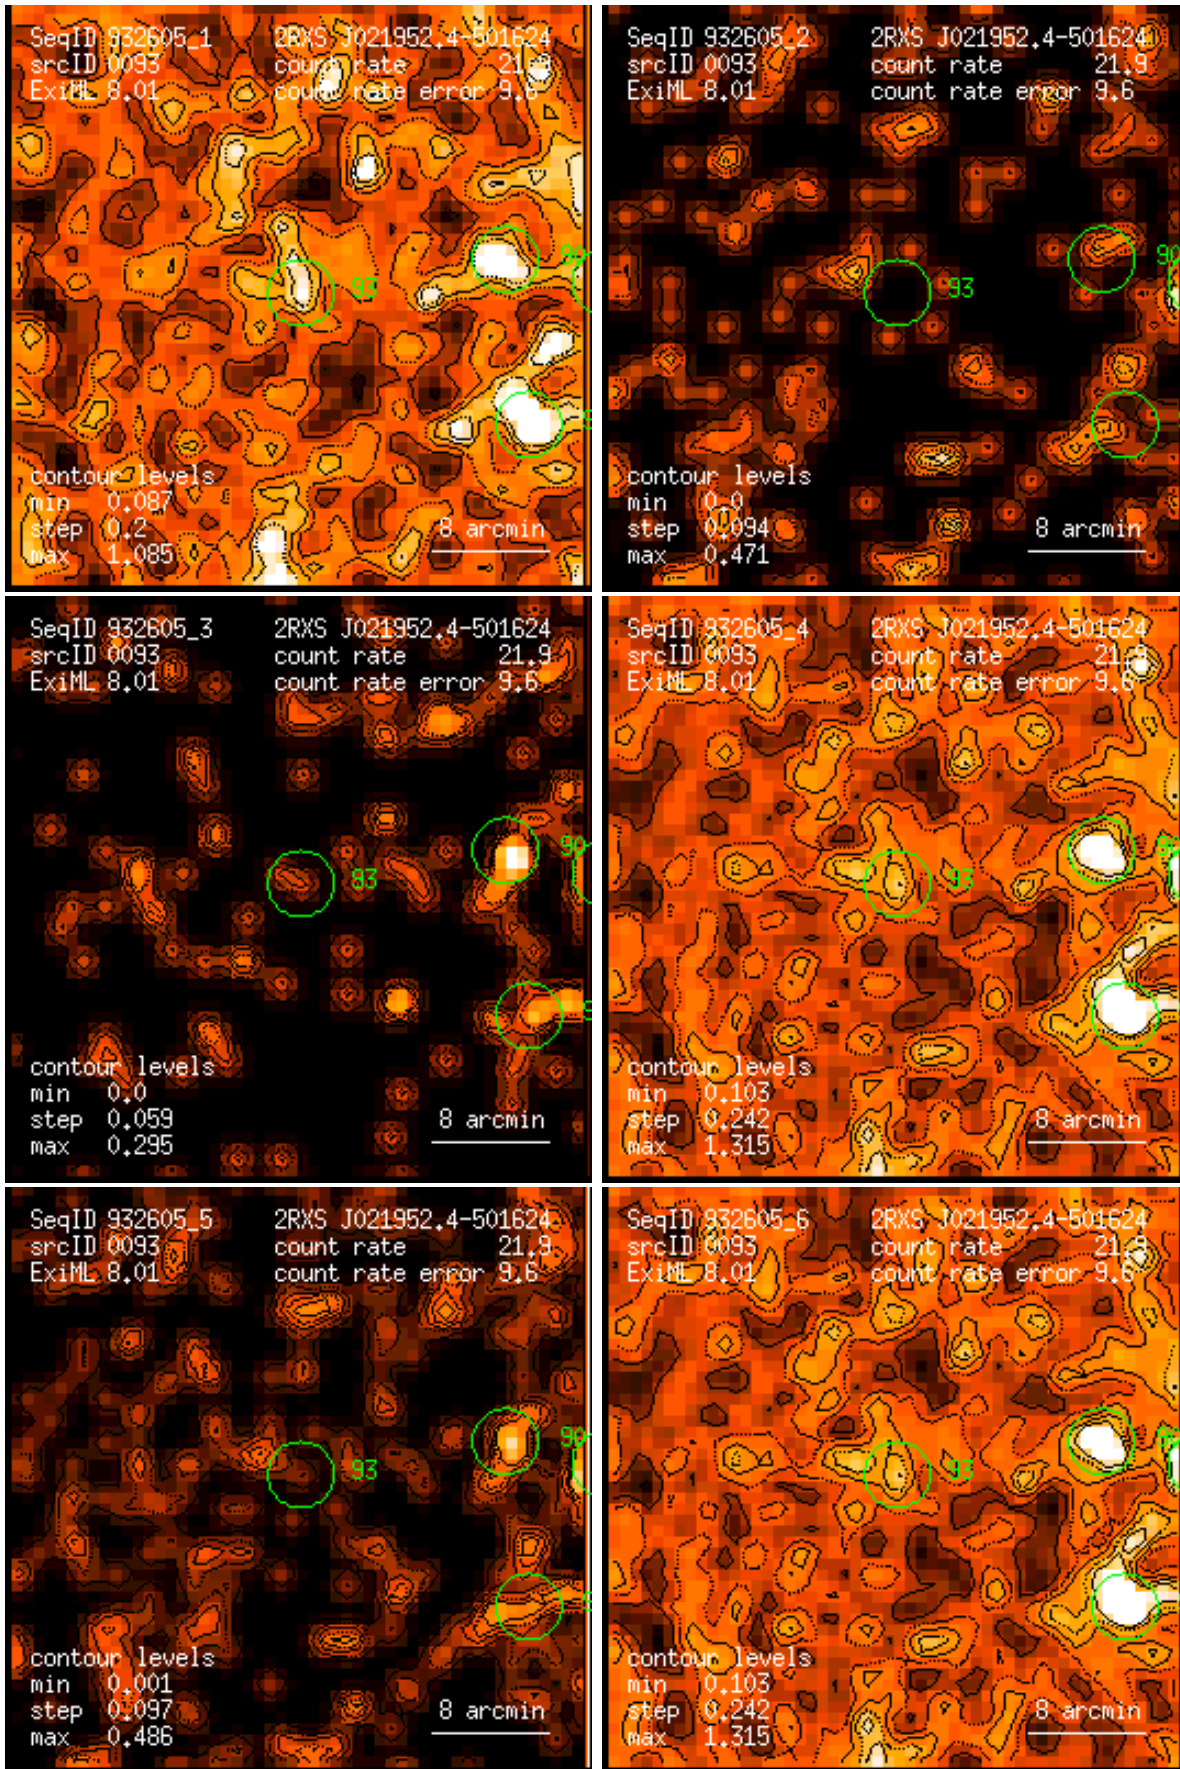 SeqID 932605_1 2RXS J021952.4-501624
srcID 0093 count rate 21.9
ExiML 8.01 count rate error 9.6
93
90
contour levels
min 0.087
step 0.2 8 arcmin
max 1.085
SeqID 932605_2 2RXS J021952.4-501624
srcID 0093 count rate 21.9
ExiML 8.01 count rate error 9.6
90
93
contour levels
min 0.0
step 0.094 8 arcmin
max 0.471
SeqID 932605_3 2RXS J021952.4-501624
srcID 0093 count rate 21.9
ExiML 8.01 count rate error 9.6
90
93
contour levels
min 0.0
step 0.059 8 arcmin
max 0.295
SeqID 932605_4 2RXS J021952.4-501624
srcID 0093 count rate 21.9
ExiML 8.01 count rate error 9.6
90
93
contour levels
min 0.103
step 0.242 8 arcmin
max 1.315
SeqID 932605_5 2RXS J021952.4-501624
srcID 0093 count rate 21.9
ExiML 8.01 count rate error 9.6
90
93
contour levels
min 0.001
step 0.097 8 arcmin
max 0.486
SeqID 932605_6 2RXS J021952.4-501624
srcID 0093 count rate 21.9
ExiML 8.01 count rate error 9.6
90
93
contour levels
min 0.103
step 0.242 8 arcmin
max 1.315